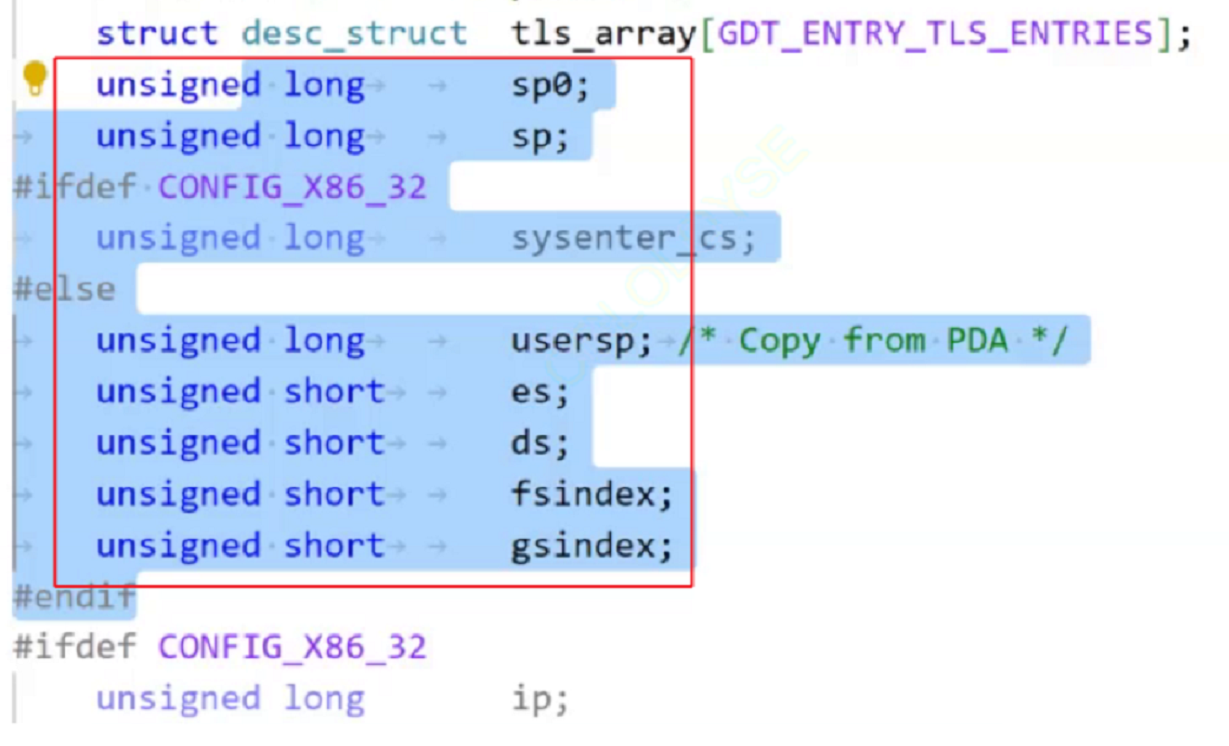 struct desc_struct tls_array[GDT_ENTRY_TLS_ENTRIES];
unsigned long sp0;
unsigned long sp;
#ifdef CONFIG_X86_32
unsigned long sysenter_cs;
#else
unsigned long usersp; /* Copy from PDA */
unsigned short es;
unsigned short ds;
unsigned short fsindex;
unsigned short gsindex;
#endif
#ifdef CONFIG_X86_32
unsigned long ip;